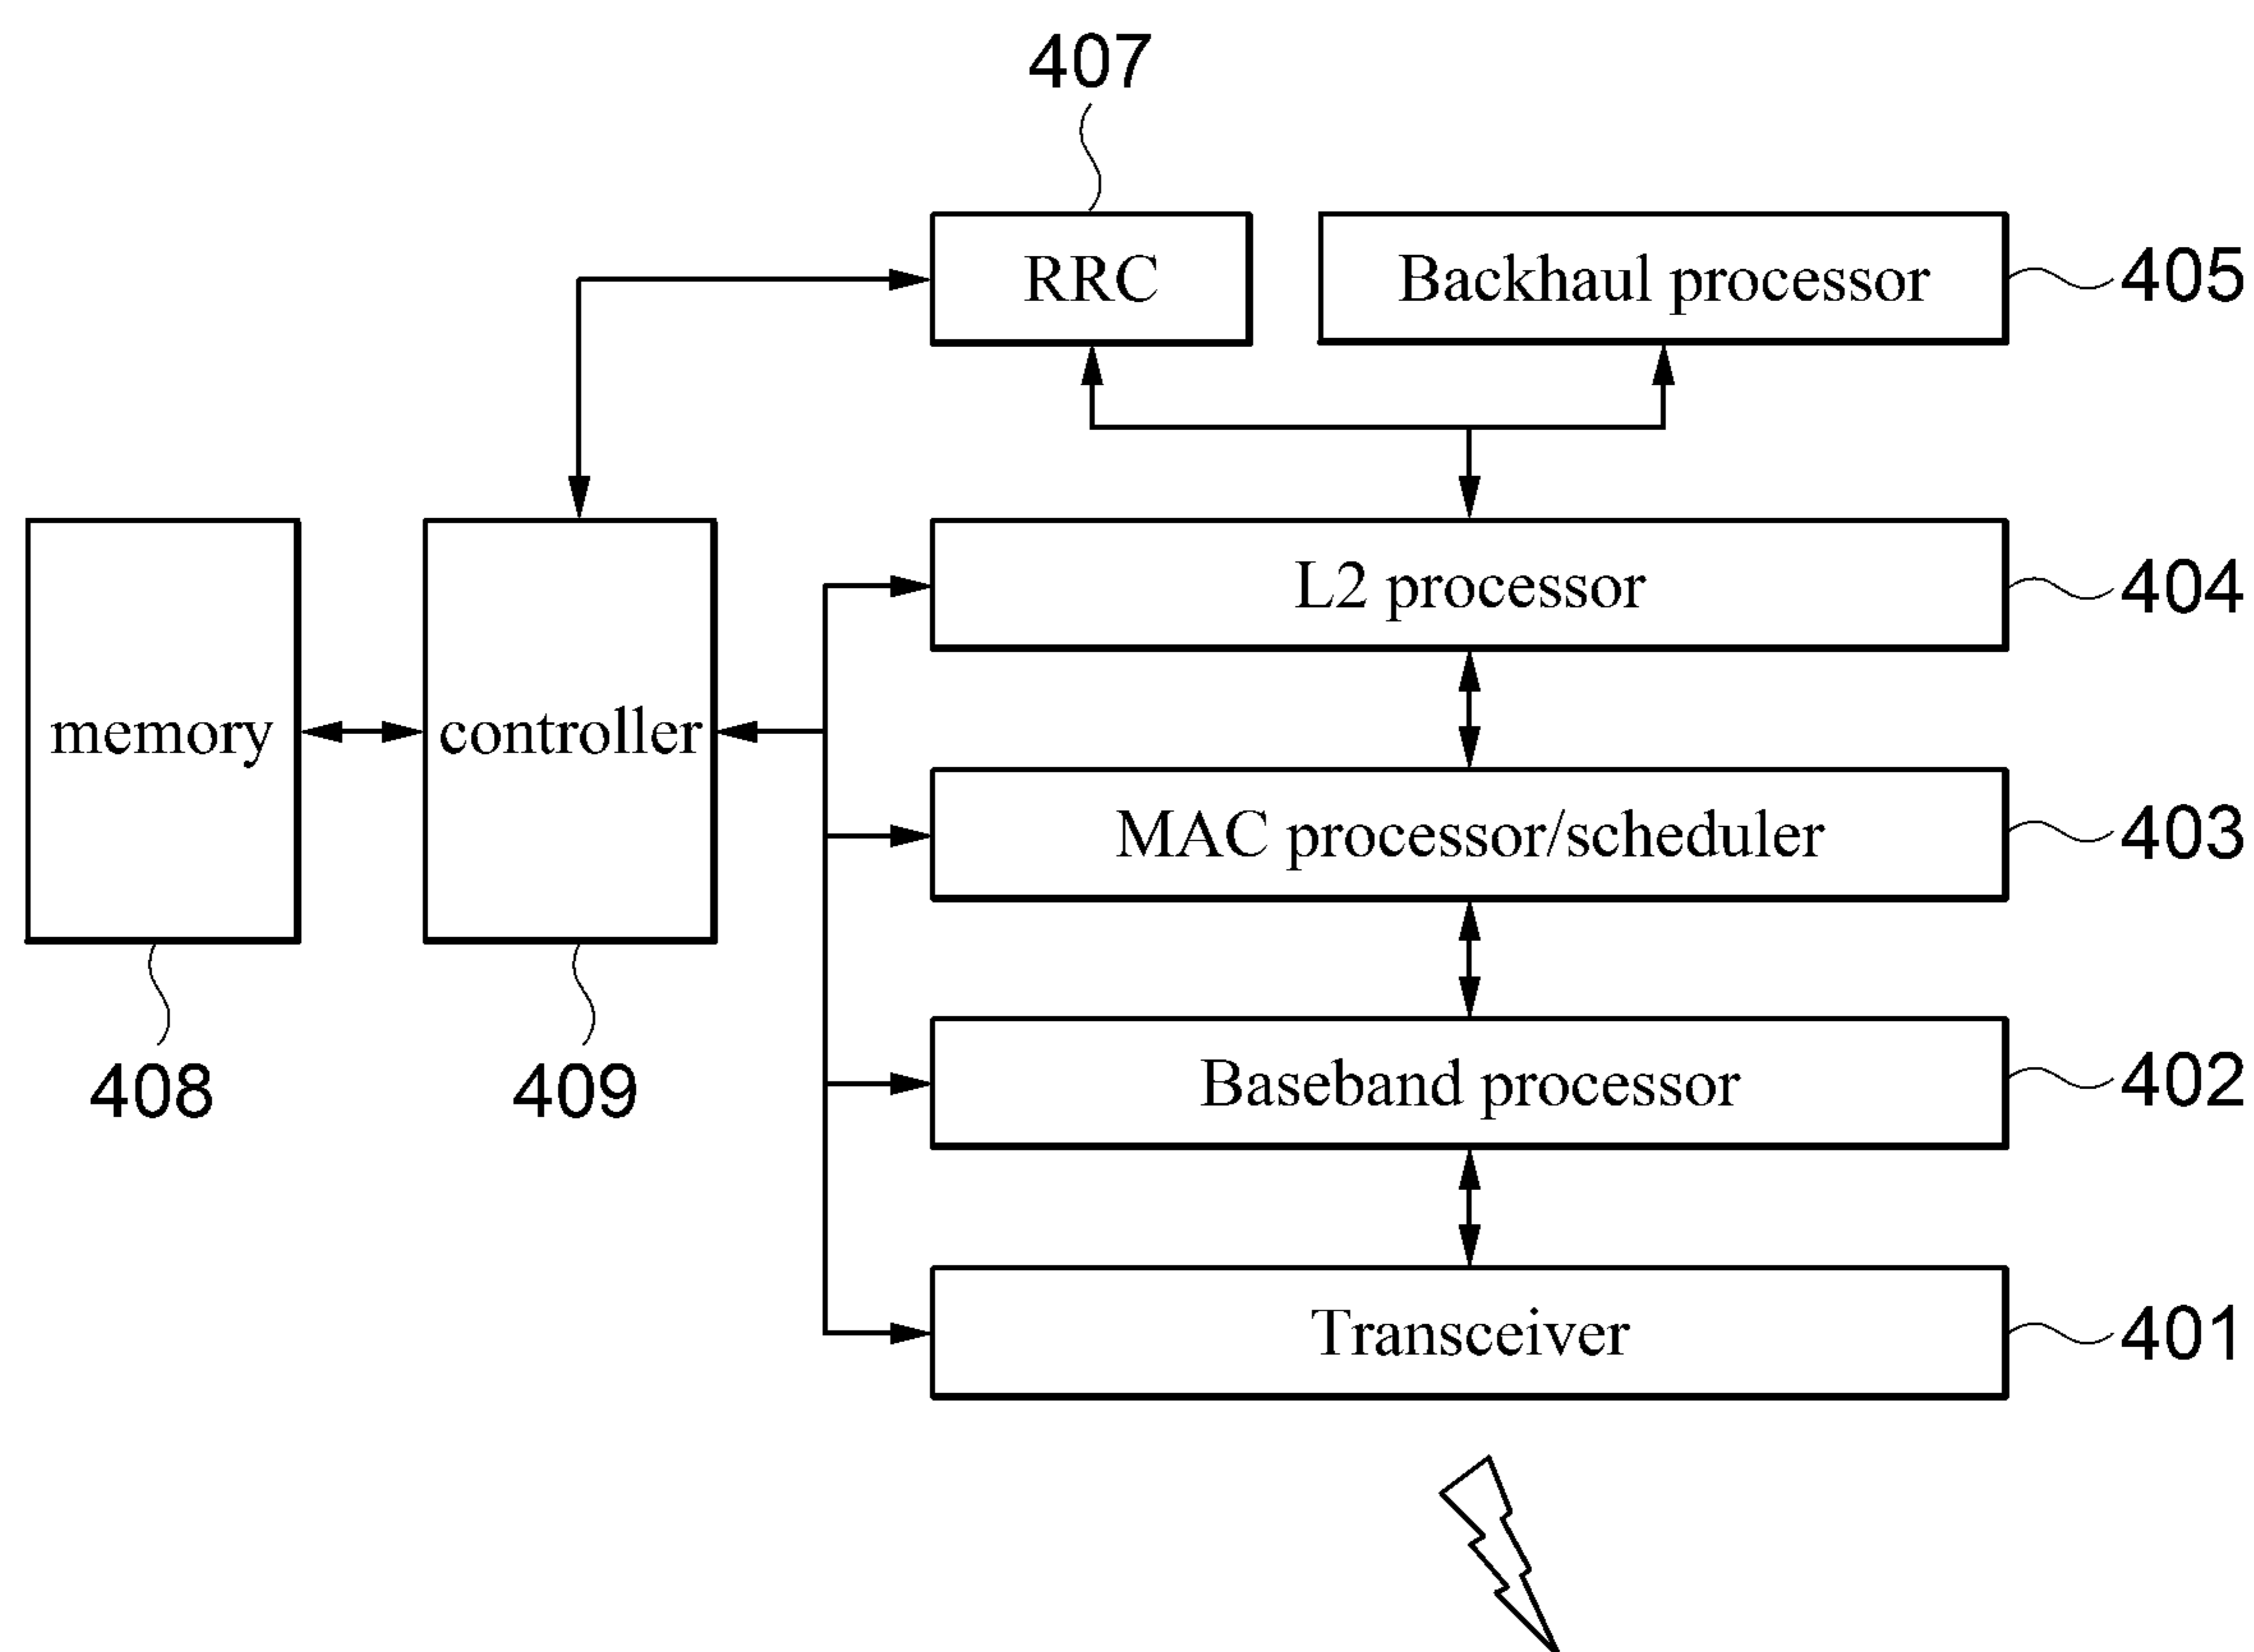 407
RRC
Backhaul processor
405
L2 processor
404
memory
controller
MAC processor/scheduler
403
408
409
Baseband processor
402
Transceiver
401